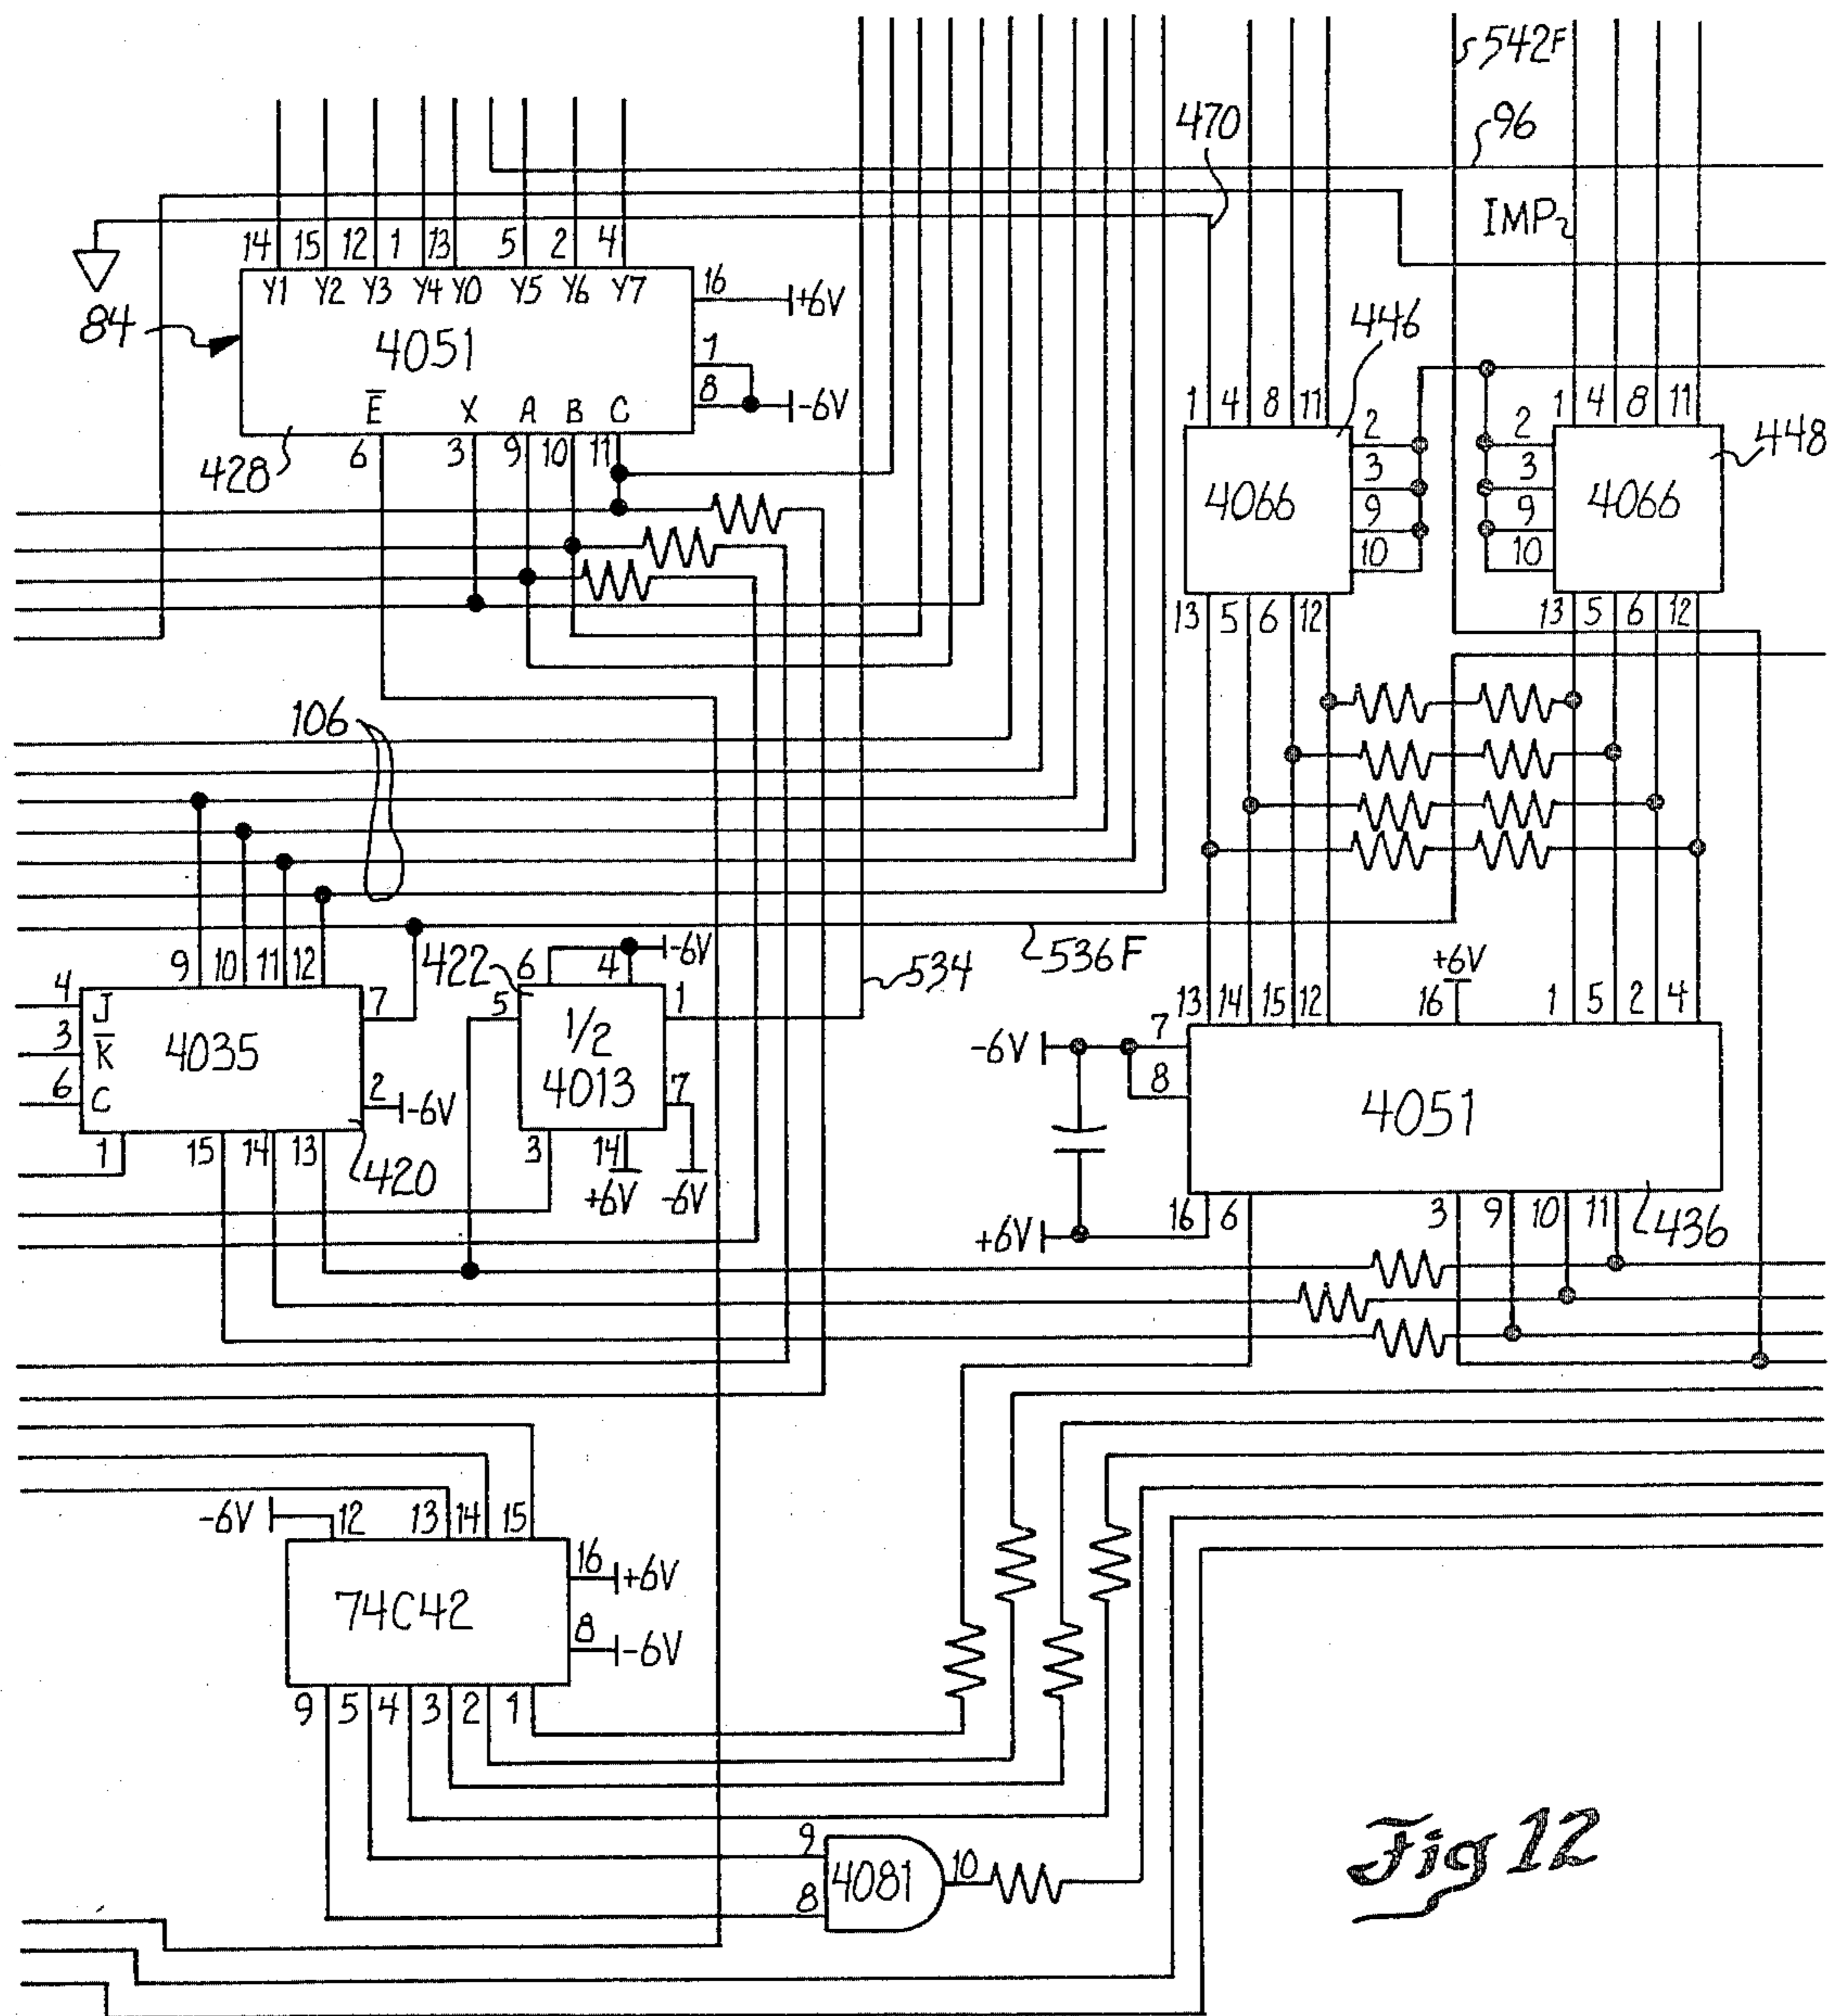 542F
96
470
IMP2
14 15 12 1 13 5 2 4
Y1 Y2 Y3 Y4 Y0 Y5 Y6 Y7
16 +6V
84
4051
7
8 -6V
E̅ X A B C
6 3 9 10 11
428
446
1 4 8 11
2
3
9
10
4066
13 5 6 12
1 4 8 11
2
3
9
10
4066
448
13 5 6 12
106
536F
534
9 10 11 12
4 J
3 K̅
6 C
4035
7
2 -6V
1 15 14 13
420
422
6 4 -6V
5
1
1/2
4013
7
3 14
+6V -6V
+6V
13 14 15 12 16 1 5 2 4
-6V 7
8
4051
+6V 16 6 3 9 10 11
436
-6V 12 13 14 15
16 +6V
74C42
8 -6V
9 5 4 3 2 1
9
8
4081
10
Fig 12